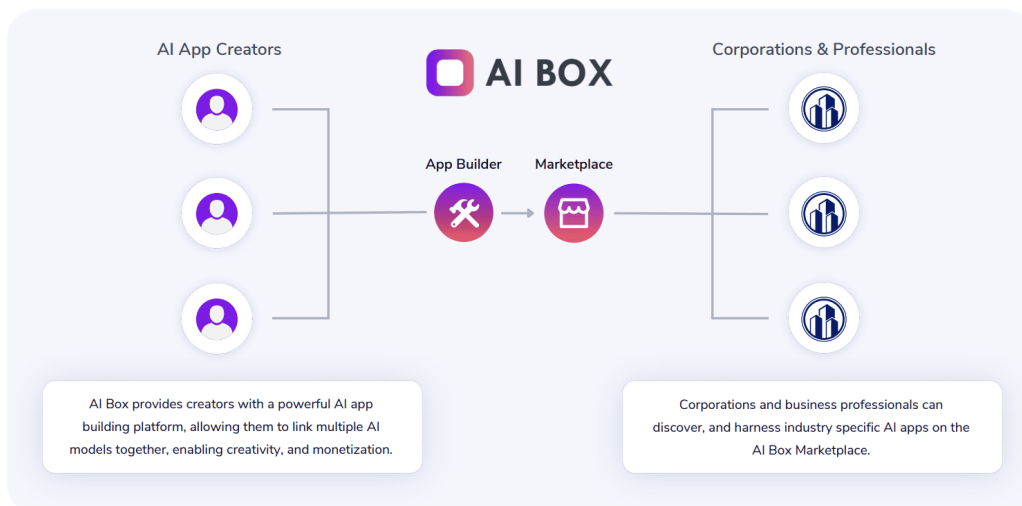 AI App Creators
AI BOX
Corporations & Professionals
App Builder
Marketplace
AI Box provides creators with a powerful AI app
building platform, allowing them to link multiple AI
models together, enabling creativity, and monetization.
Corporations and business professionals can
discover, and harness industry specific AI apps on the
AI Box Marketplace.